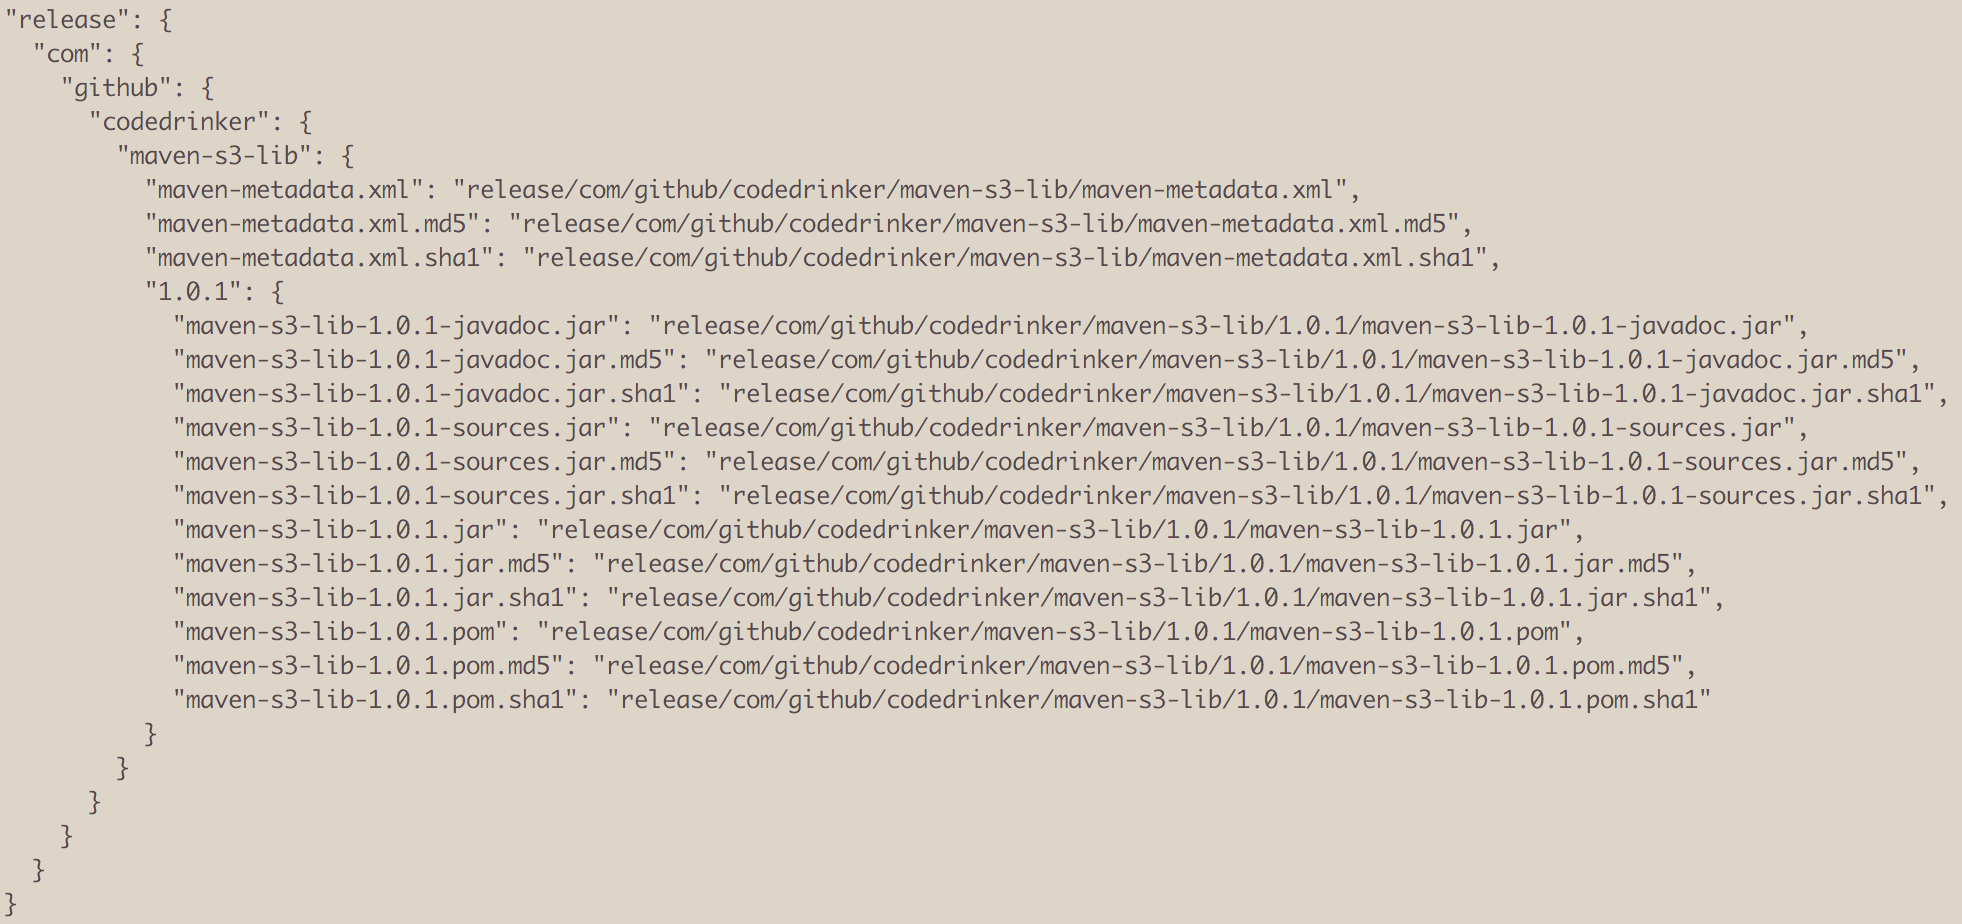 "release": {
  "com": {
    "github": {
      "codedrinker": {
        "maven-s3-lib": {
          "maven-metadata.xml": "release/com/github/codedrinker/maven-s3-lib/maven-metadata.xml",
          "maven-metadata.xml.md5": "release/com/github/codedrinker/maven-s3-lib/maven-metadata.xml.md5",
          "maven-metadata.xml.sha1": "release/com/github/codedrinker/maven-s3-lib/maven-metadata.xml.sha1",
          "1.0.1": {
            "maven-s3-lib-1.0.1-javadoc.jar": "release/com/github/codedrinker/maven-s3-lib/1.0.1/maven-s3-lib-1.0.1-javadoc.jar",
            "maven-s3-lib-1.0.1-javadoc.jar.md5": "release/com/github/codedrinker/maven-s3-lib/1.0.1/maven-s3-lib-1.0.1-javadoc.jar.md5",
            "maven-s3-lib-1.0.1-javadoc.jar.sha1": "release/com/github/codedrinker/maven-s3-lib/1.0.1/maven-s3-lib-1.0.1-javadoc.jar.sha1",
            "maven-s3-lib-1.0.1-sources.jar": "release/com/github/codedrinker/maven-s3-lib/1.0.1/maven-s3-lib-1.0.1-sources.jar",
            "maven-s3-lib-1.0.1-sources.jar.md5": "release/com/github/codedrinker/maven-s3-lib/1.0.1/maven-s3-lib-1.0.1-sources.jar.md5",
            "maven-s3-lib-1.0.1-sources.jar.sha1": "release/com/github/codedrinker/maven-s3-lib/1.0.1/maven-s3-lib-1.0.1-sources.jar.sha1",
            "maven-s3-lib-1.0.1.jar": "release/com/github/codedrinker/maven-s3-lib/1.0.1/maven-s3-lib-1.0.1.jar",
            "maven-s3-lib-1.0.1.jar.md5": "release/com/github/codedrinker/maven-s3-lib/1.0.1/maven-s3-lib-1.0.1.jar.md5",
            "maven-s3-lib-1.0.1.jar.sha1": "release/com/github/codedrinker/maven-s3-lib/1.0.1/maven-s3-lib-1.0.1.jar.sha1",
            "maven-s3-lib-1.0.1.pom": "release/com/github/codedrinker/maven-s3-lib/1.0.1/maven-s3-lib-1.0.1.pom",
            "maven-s3-lib-1.0.1.pom.md5": "release/com/github/codedrinker/maven-s3-lib/1.0.1/maven-s3-lib-1.0.1.pom.md5",
            "maven-s3-lib-1.0.1.pom.sha1": "release/com/github/codedrinker/maven-s3-lib/1.0.1/maven-s3-lib-1.0.1.pom.sha1"
          }
        }
      }
    }
  }
}